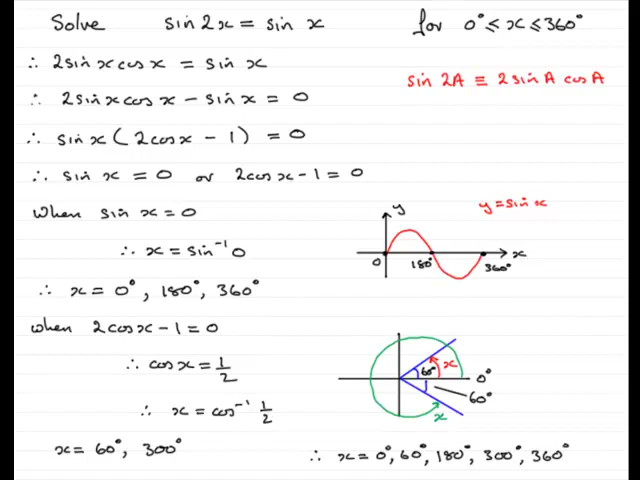 Solve sin 2x = sin x for 0° ≤ x ≤ 360°
∴ 2sin x cos x = sin x
sin 2A ≡ 2 sin A cos A
∴ 2sin x cos x − sin x = 0
∴ sin x ( 2cos x − 1 ) = 0
∴ sin x = 0 or 2cos x − 1 = 0
when sin x = 0
y
y = sin x
∴ x = sin⁻¹ 0
0 180° 360° x
∴ x = 0°, 180°, 360°
when 2cos x − 1 = 0
∴ cos x = 1/2
60° x 0°
60°
x
∴ x = cos⁻¹ 1/2
x = 60°, 300°
∴ x = 0°, 60°, 180°, 300°, 360°